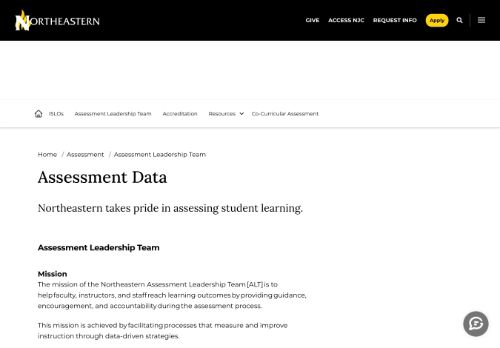 NORTHEASTERN
GIVE ACCESS NJC REQUEST INFO Apply
ISLOs Assessment Leadership Team Accreditation Resources Co-Curricular Assessment
Home / Assessment / Assessment Leadership Team
Assessment Data
Northeastern takes pride in assessing student learning.
Assessment Leadership Team
Mission
The mission of the Northeastern Assessment Leadership Team [ALT] is to
help faculty, instructors, and staff reach learning outcomes by providing guidance,
encouragement, and accountability during the assessment process.
This mission is achieved by facilitating processes that measure and improve
instruction through data-driven strategies.